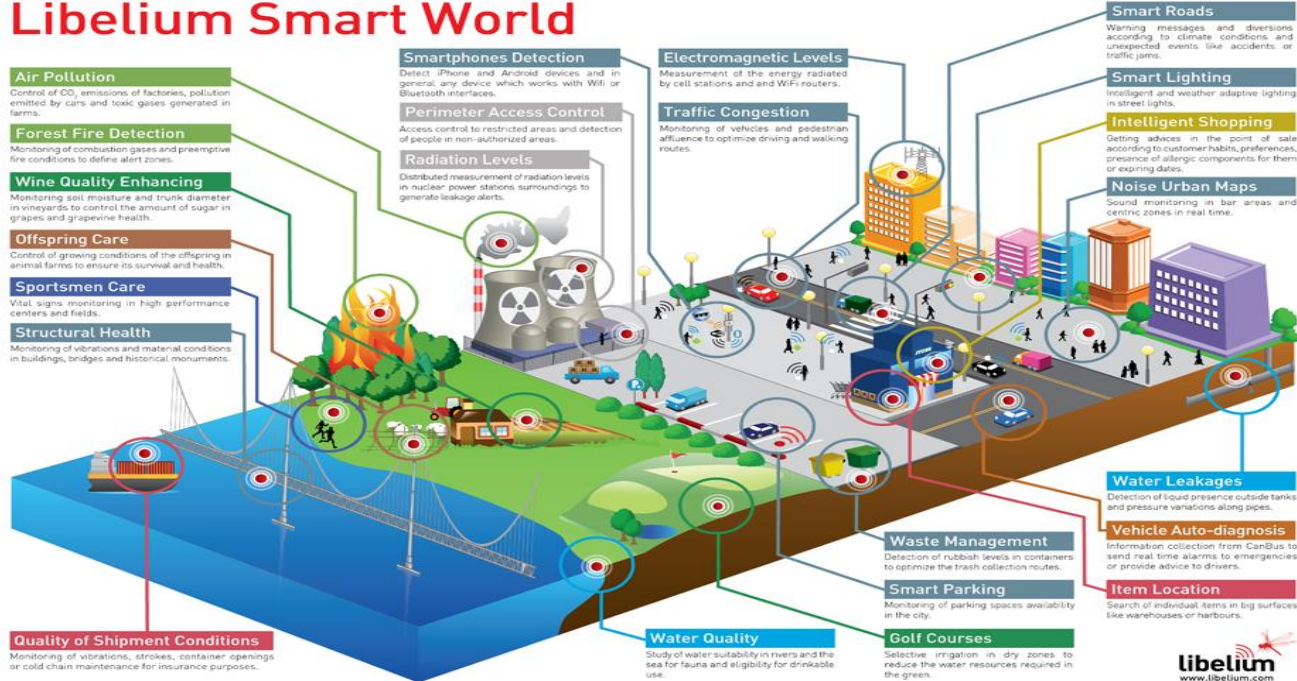 Libelium Smart World
Air Pollution
Control of CO₂ emissions of factories, pollution
emitted by cars and toxic gases generated in
farms.
Forest Fire Detection
Monitoring of combustion gases and preemptive
fire conditions to define alert zones.
Wine Quality Enhancing
Monitoring soil moisture and trunk diameter
in vineyards to control the amount of sugar in
grapes and grapevine health.
Offspring Care
Control of growing conditions of the offspring in
animal farms to ensure its survival and health.
Sportsmen Care
Vital signs monitoring in high performance
centers and fields.
Structural Health
Monitoring of vibrations and material conditions
in buildings, bridges and historical monuments.
Quality of Shipment Conditions
Monitoring of vibrations, strokes, container openings
or cold chain maintenance for insurance purposes.
Smartphones Detection
Detect iPhone and Android devices and in
general any device which works with Wifi or
Bluetooth interfaces.
Perimeter Access Control
Access control to restricted areas and detection
of people in non-authorized areas.
Radiation Levels
Distributed measurement of radiation levels
in nuclear power stations surroundings to
generate leakage alerts.
Electromagnetic Levels
Measurement of the energy radiated
by cell stations and and WiFi routers.
Traffic Congestion
Monitoring of vehicles and pedestrian
affluence to optimize driving and walking
routes.
Smart Roads
Warning messages and diversions
according to climate conditions and
unexpected events like accidents or
traffic jams.
Smart Lighting
Intelligent and weather adaptive lighting
in street lights.
Intelligent Shopping
Getting advices in the point of sale
according to customer habits, preferences,
presence of allergic components for them
or expiring dates.
Noise Urban Maps
Sound monitoring in bar areas and
centric zones in real time.
Water Leakages
Detection of liquid presence outside tanks
and pressure variations along pipes.
Vehicle Auto-diagnosis
Information collection from CanBus to
send real time alarms to emergencies
or provide advice to drivers.
Item Location
Search of individual items in big surfaces
like warehouses or harbours.
Waste Management
Detection of rubbish levels in containers
to optimize the trash collection routes.
Smart Parking
Monitoring of parking spaces availability
in the city.
Golf Courses
Selective irrigation in dry zones to
reduce the water resources required in
the green.
Water Quality
Study of water suitability in rivers and the
sea for fauna and eligibility for drinkable
use.
P
libelium
www.libelium.com